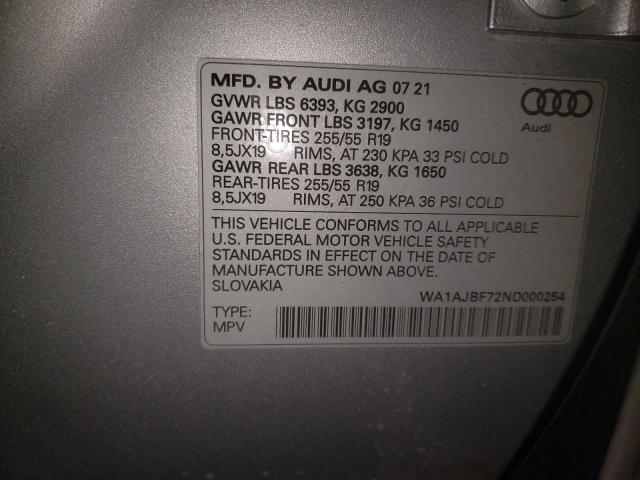 MFD. BY AUDI AG 07 21
GVWR LBS 6393, KG 2900
GAWR FRONT LBS 3197, KG 1450
FRONT-TIRES 255/55 R19
8,5JX19 RIMS, AT 230 KPA 33 PSI COLD
GAWR REAR LBS 3638, KG 1650
REAR-TIRES 255/55 R19
8,5JX19 RIMS, AT 250 KPA 36 PSI COLD
Audi
THIS VEHICLE CONFORMS TO ALL APPLICABLE
U.S. FEDERAL MOTOR VEHICLE SAFETY
STANDARDS IN EFFECT ON THE DATE OF
MANUFACTURE SHOWN ABOVE.
SLOVAKIA
WA1AJBF72ND000254
TYPE:
MPV